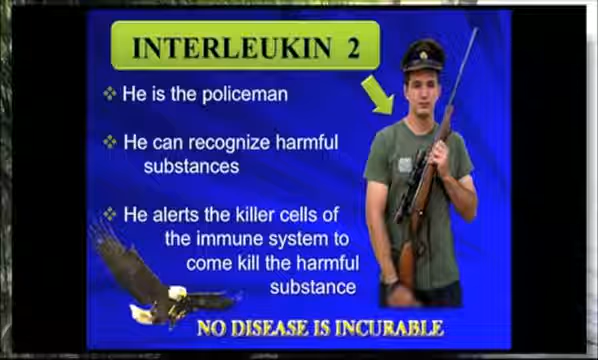 INTERLEUKIN 2
He is the policeman
He can recognize harmful
substances
He alerts the killer cells of
the immune system to
come kill the harmful
substance
NO DISEASE IS INCURABLE